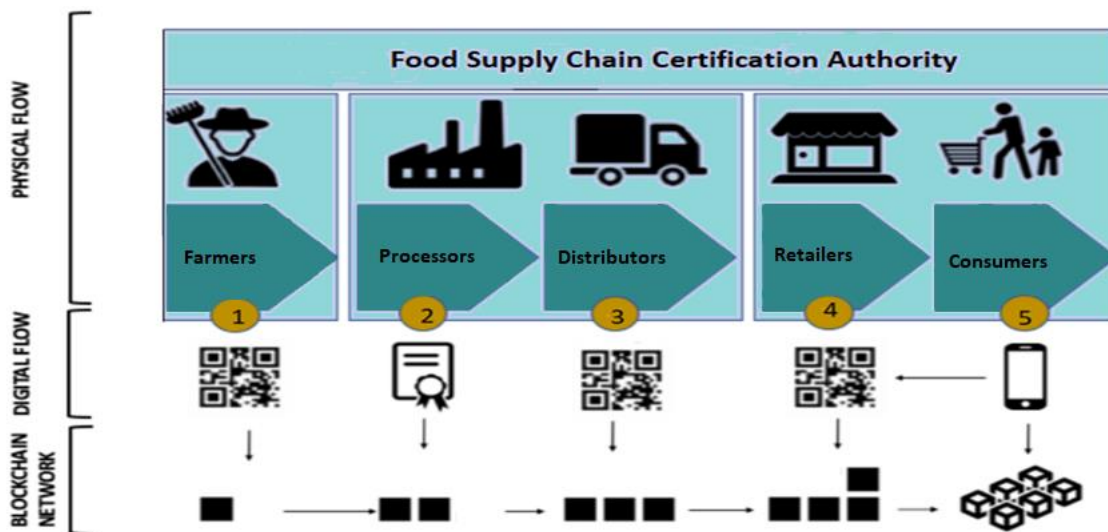 PHYSICAL FLOW
Food Supply Chain Certification Authority
Farmers
Processors
Distributors
Retailers
Consumers
1
2
3
4
5
DIGITAL FLOW
BLOCKCHAIN
NETWORK